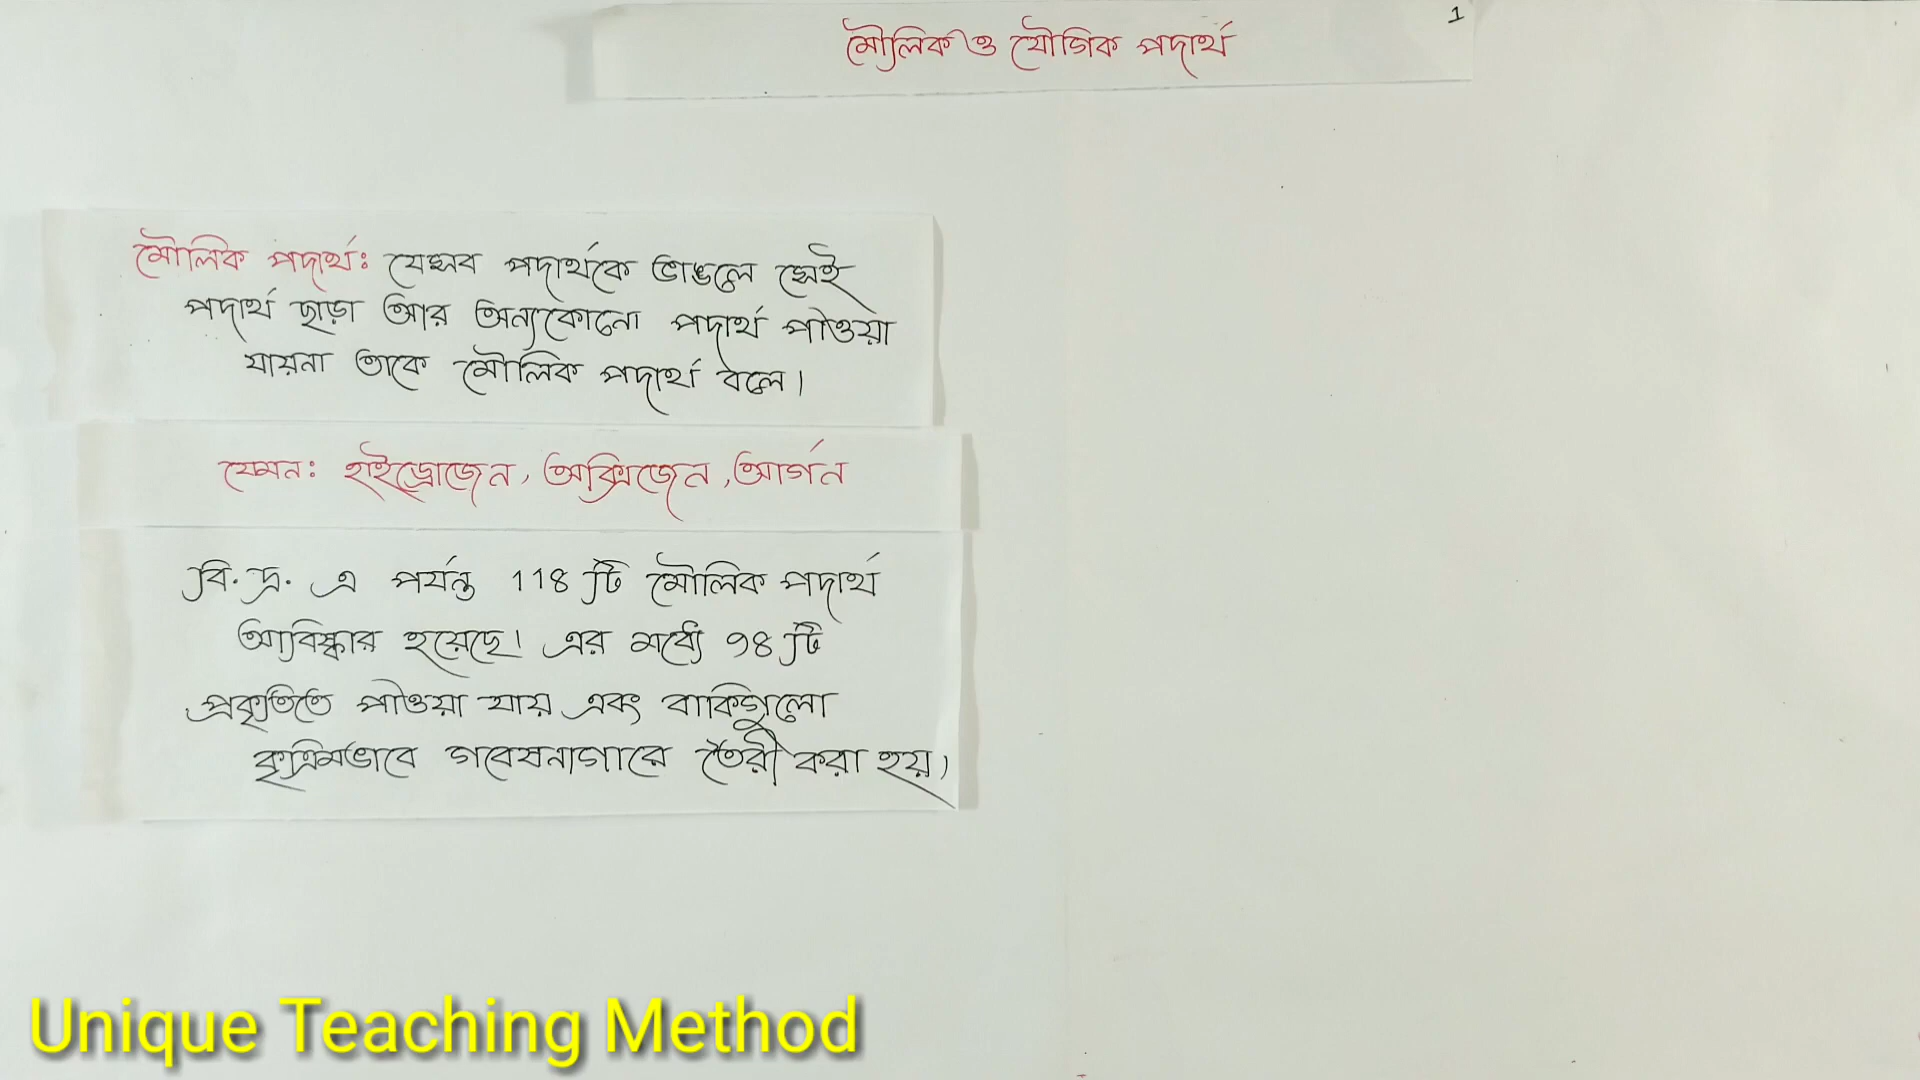 মৌলিক ও যৌগিক পদার্থ
1
মৌলিক পদার্থঃ যেসব পদার্থকে ভাঙলে সেই
পদার্থ ছাড়া আর অন্যকোনো পদার্থ পাওয়া
যায়না তাকে মৌলিক পদার্থ বলে।
যেমনঃ হাইড্রোজেন, অক্সিজেন, আর্গন
বি. দ্র. এ পর্যন্ত 118 টি মৌলিক পদার্থ
আবিষ্কার হয়েছে। এর মধ্যে 98 টি
প্রকৃতিতে পাওয়া যায় এবং বাকিগুলো
কৃত্রিমভাবে গবেষনাগারে তৈরী করা হয়।
Unique Teaching Method